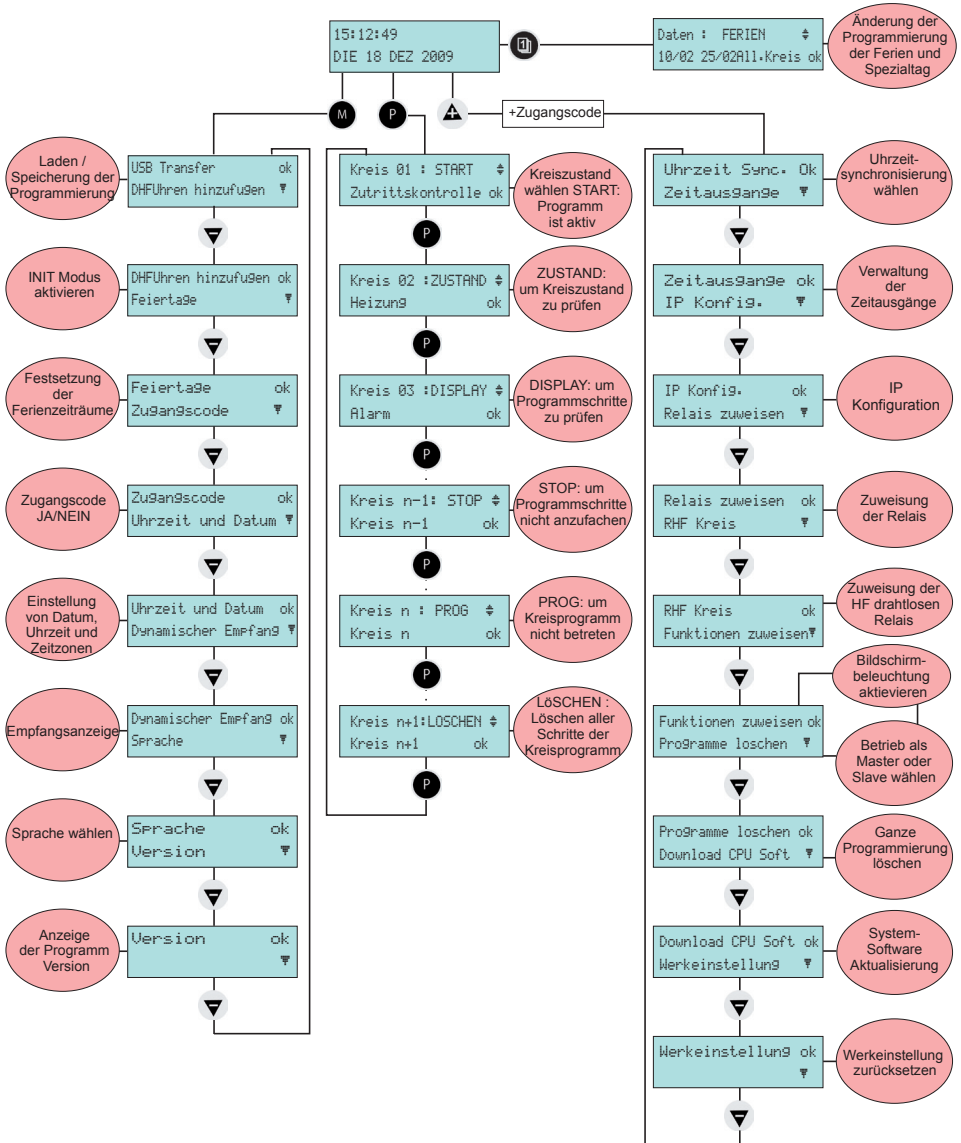 15:12:49
DIE 18 DEZ 2009
1
Daten : FERIEN
10/02 25/02All.Kreis ok
Änderung der
Programmierung
der Ferien und
Spezialtag
M
P
+
+Zugangscode
Laden /
Speicherung der
Programmierung
USB Transfer ok
DHFUhren hinzufugen
INIT Modus
aktivieren
DHFUhren hinzufugen ok
Feiertage
Festsetzung
der
Ferienzeiträume
Feiertage ok
Zugangscode
Zugangscode
JA/NEIN
Zugangscode ok
Uhrzeit und Datum
Einstellung
von Datum,
Uhrzeit und
Zeitzonen
Uhrzeit und Datum ok
Dynamischer Empfang
Empfangsanzeige
Dynamischer Empfang ok
Sprache
Sprache wählen
Sprache ok
Version
Anzeige
der Programm
Version
Version ok
Kreis 01 : START
Zutrittskontrolle ok
Kreiszustand
wählen START:
Programm
ist aktiv
P
Kreis 02 :ZUSTAND
Heizung ok
ZUSTAND:
um Kreiszustand
zu prüfen
P
Kreis 03 :DISPLAY
Alarm ok
DISPLAY: um
Programmschritte
zu prüfen
P
Kreis n-1: STOP
Kreis n-1 ok
STOP: um
Programmschritte
nicht anzufachen
P
Kreis n : PROG
Kreis n ok
PROG: um
Kreisprogramm
nicht betreten
P
Kreis n+1:LOSCHEN
Kreis n+1 ok
LöSCHEN :
Löschen aller
Schritte der
Kreisprogramm
P
Uhrzeit Sync. Ok
Zeitausgange
Uhrzeit-
synchronisierung
wählen
Zeitausgange ok
IP Konfig.
Verwaltung
der
Zeitausgänge
IP Konfig. ok
Relais zuweisen
IP
Konfiguration
Relais zuweisen ok
RHF Kreis
Zuweisung
der Relais
RHF Kreis ok
Funktionen zuweisen
Zuweisung der
HF drahtlosen
Relais
Funktionen zuweisen ok
Programme loschen
Bildschirm-
beleuchtung
aktievieren
Betrieb als
Master oder
Slave wählen
Programme loschen ok
Download CPU Soft
Ganze
Programmierung
löschen
Download CPU Soft ok
Werkeinstellung
System-
Software
Aktualisierung
Werkeinstellung ok
Werkeinstellung
zurücksetzen